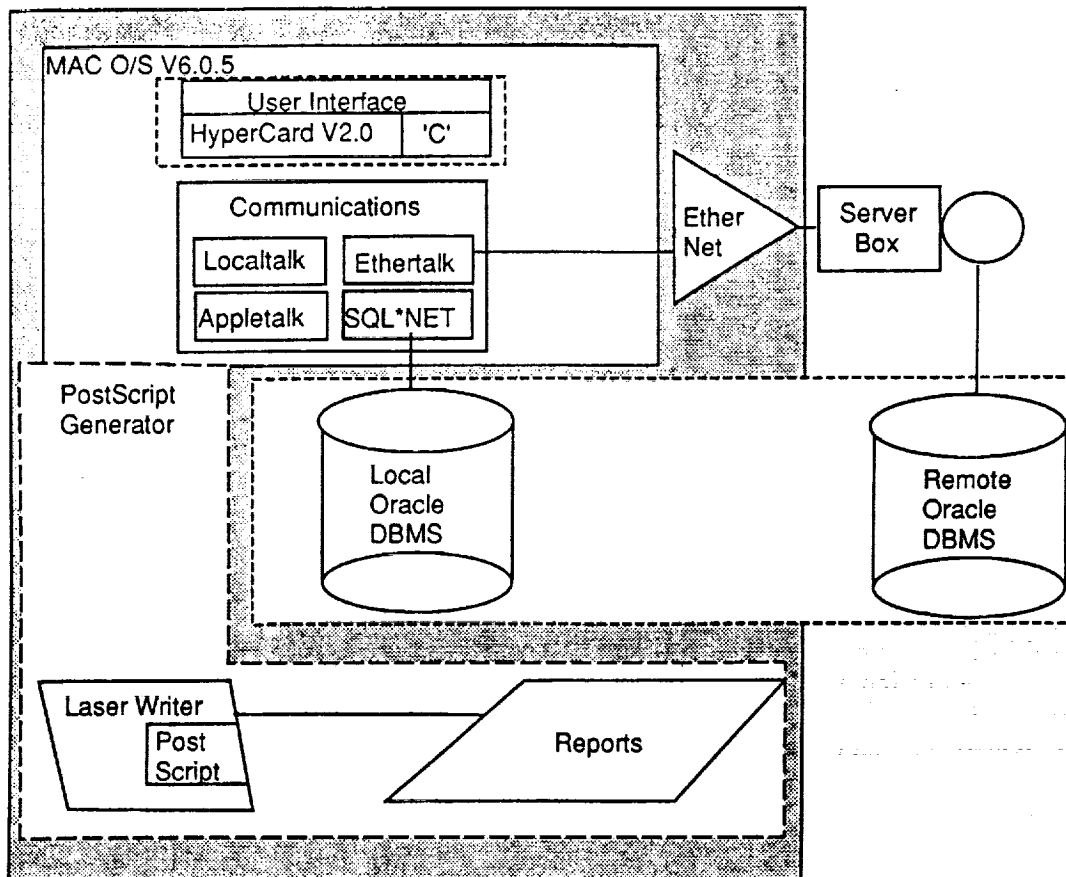 MAC O/S V6.0.5
User Interface
HyperCard V2.0
'C'
Communications
Localtalk
Ethertalk
Appletalk
SQL*NET
Ether
Net
Server
Box
PostScript
Generator
Local
Oracle
DBMS
Remote
Oracle
DBMS
Laser Writer
Post
Script
Reports